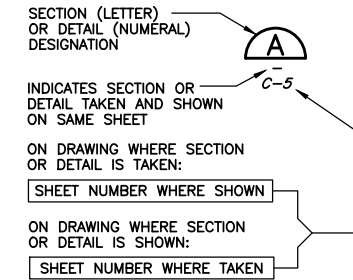 SECTION (LETTER)
OR DETAIL (NUMERAL)
DESIGNATION
A
–
C-5
INDICATES SECTION OR
DETAIL TAKEN AND SHOWN
ON SAME SHEET
ON DRAWING WHERE SECTION
OR DETAIL IS TAKEN:
SHEET NUMBER WHERE SHOWN
ON DRAWING WHERE SECTION
OR DETAIL IS SHOWN:
SHEET NUMBER WHERE TAKEN